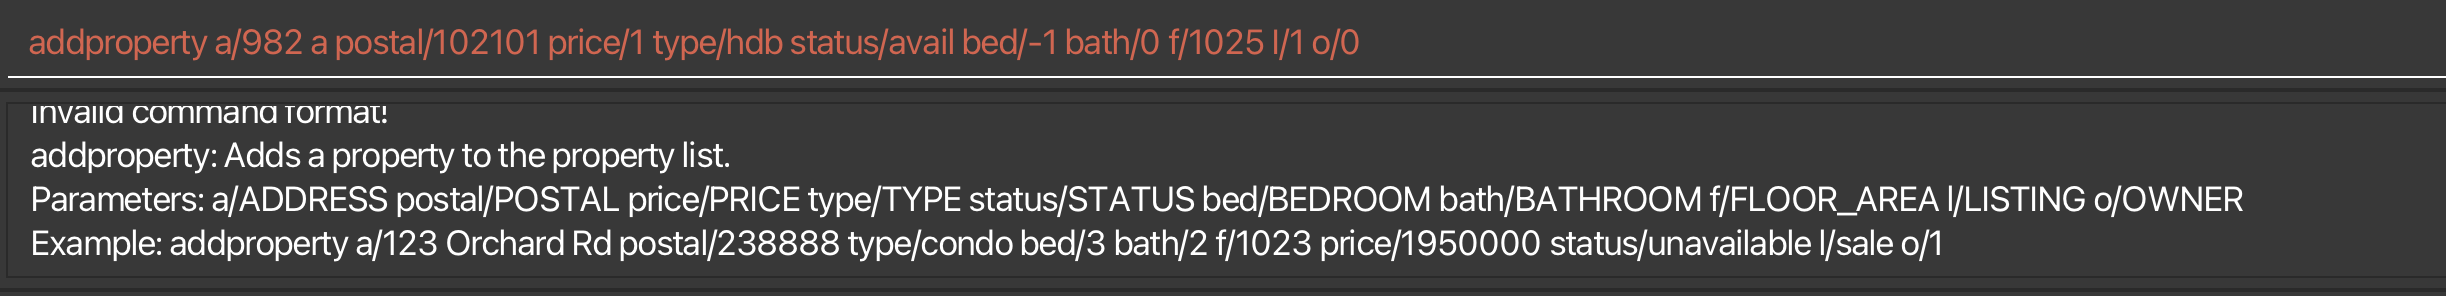 addproperty a/982 a postal/102101 price/1 type/hdb status/avail bed/-1 bath/0 f/1025 l/1 o/0
Invalid command format!
addproperty: Adds a property to the property list.
Parameters: a/ADDRESS postal/POSTAL price/PRICE type/TYPE status/STATUS bed/BEDROOM bath/BATHROOM f/FLOOR_AREA l/LISTING o/OWNER
Example: addproperty a/123 Orchard Rd postal/238888 type/condo bed/3 bath/2 f/1023 price/1950000 status/unavailable l/sale o/1